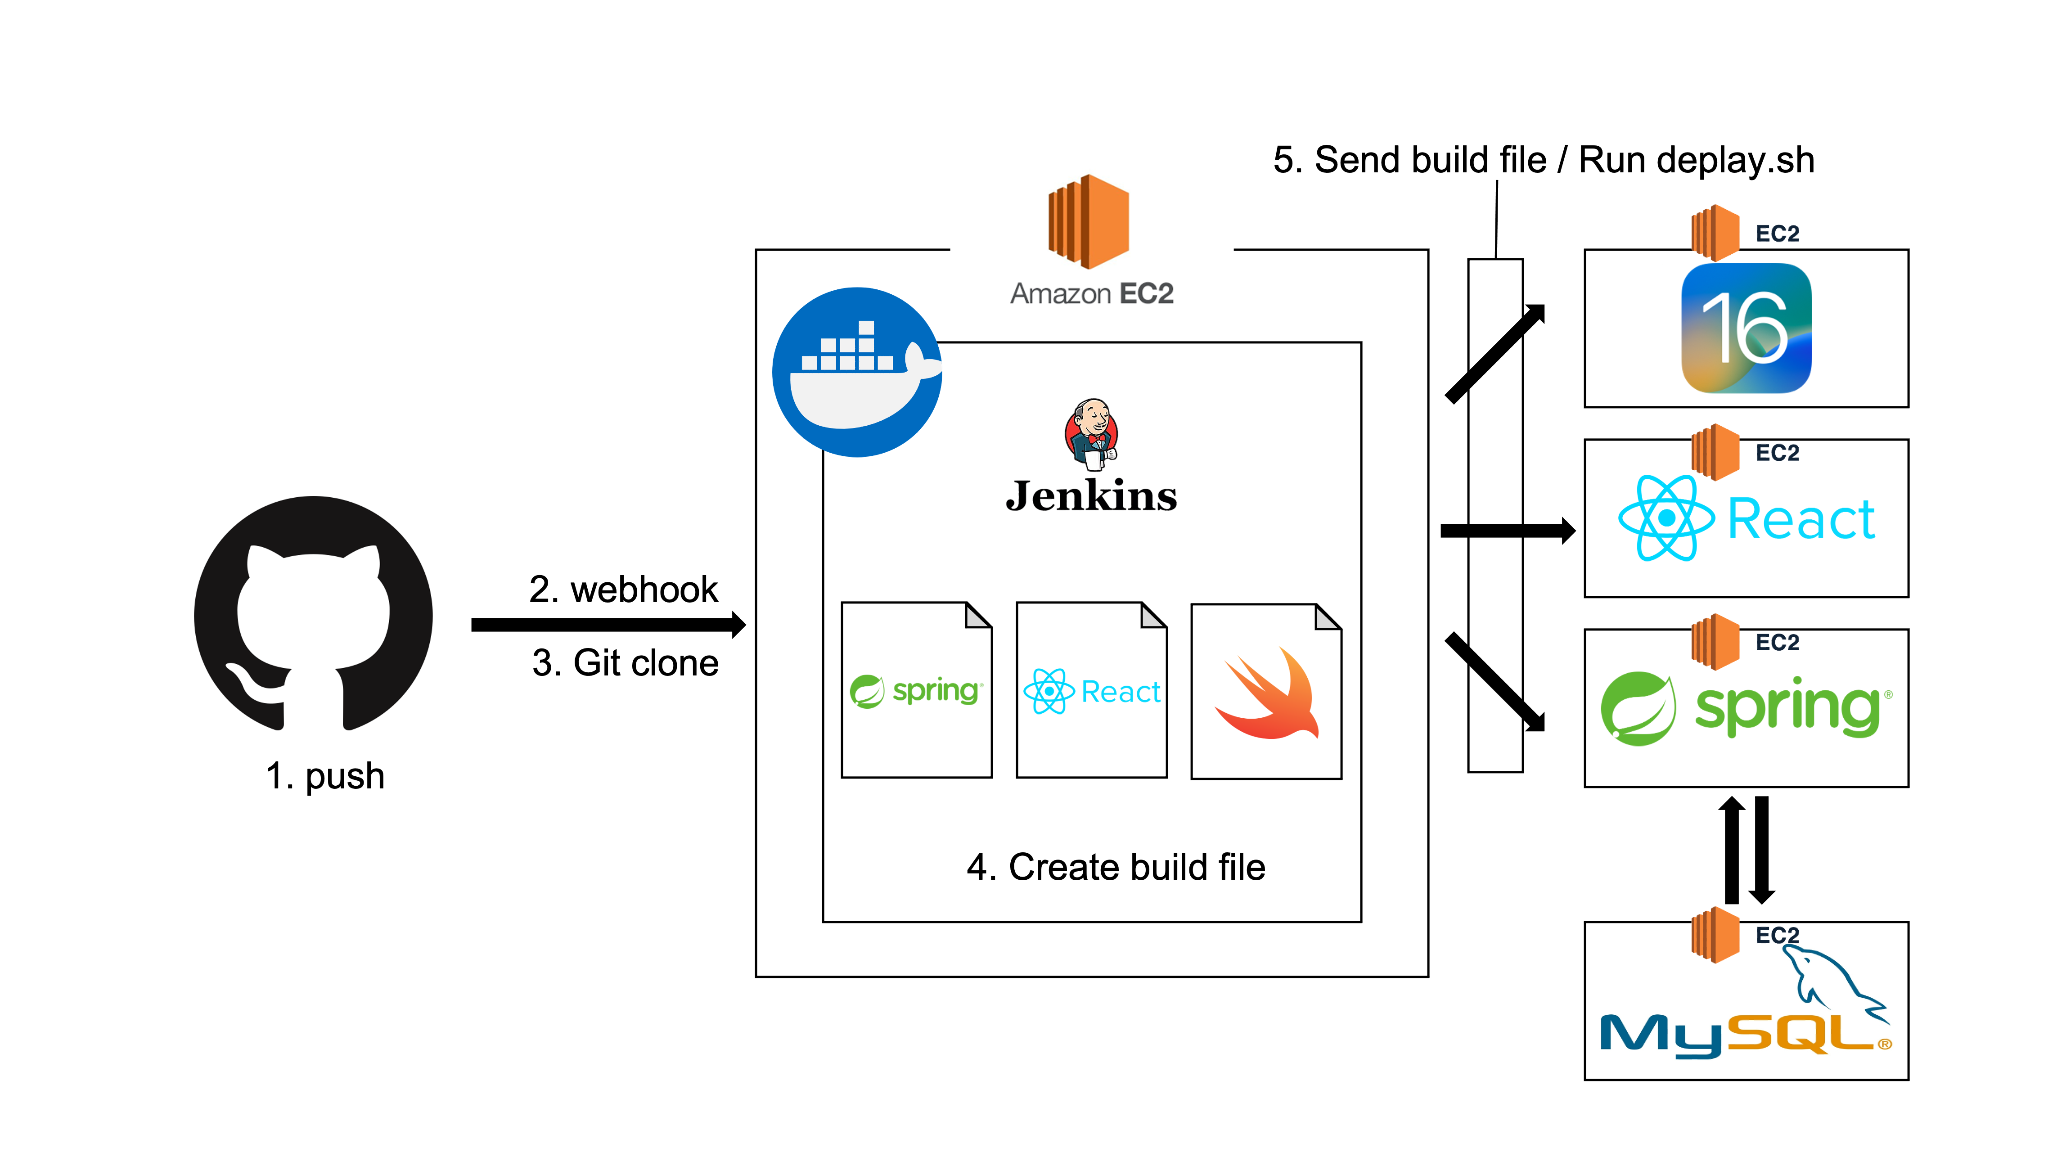 1. push
2. webhook
3. Git clone
Amazon EC2
Jenkins
spring®
React
4. Create build file
5. Send build file / Run deplay.sh
EC2
16
EC2
React
EC2
spring®
EC2
MySQL®